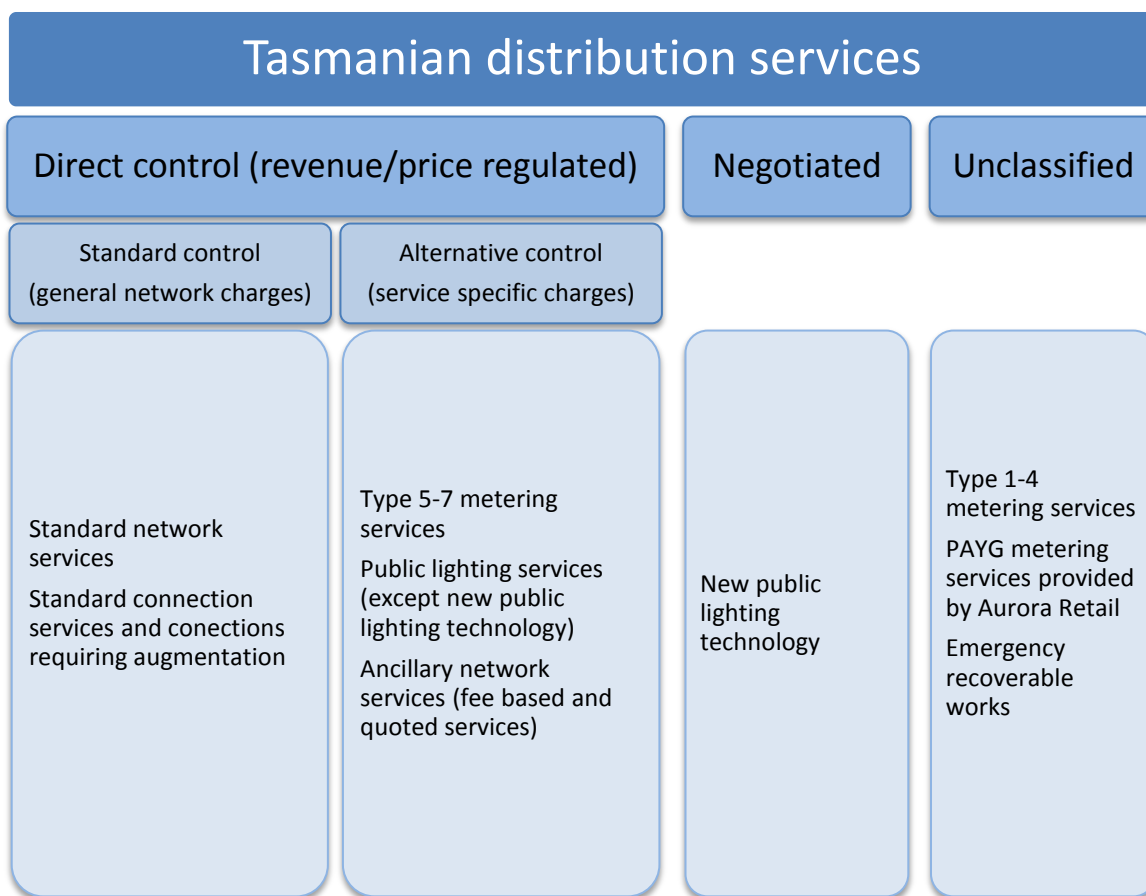 Tasmanian distribution services
Direct control (revenue/price regulated)
Negotiated
Unclassified
Standard control
(general network charges)
Alternative control
(service specific charges)
Standard network
services
Standard connection
services and conections
requiring augmentation
Type 5-7 metering
services
Public lighting services
(except new public
lighting technology)
Ancillary network
services (fee based and
quoted services)
New public
lighting
technology
Type 1-4
metering services
PAYG metering
services provided
by Aurora Retail
Emergency
recoverable
works